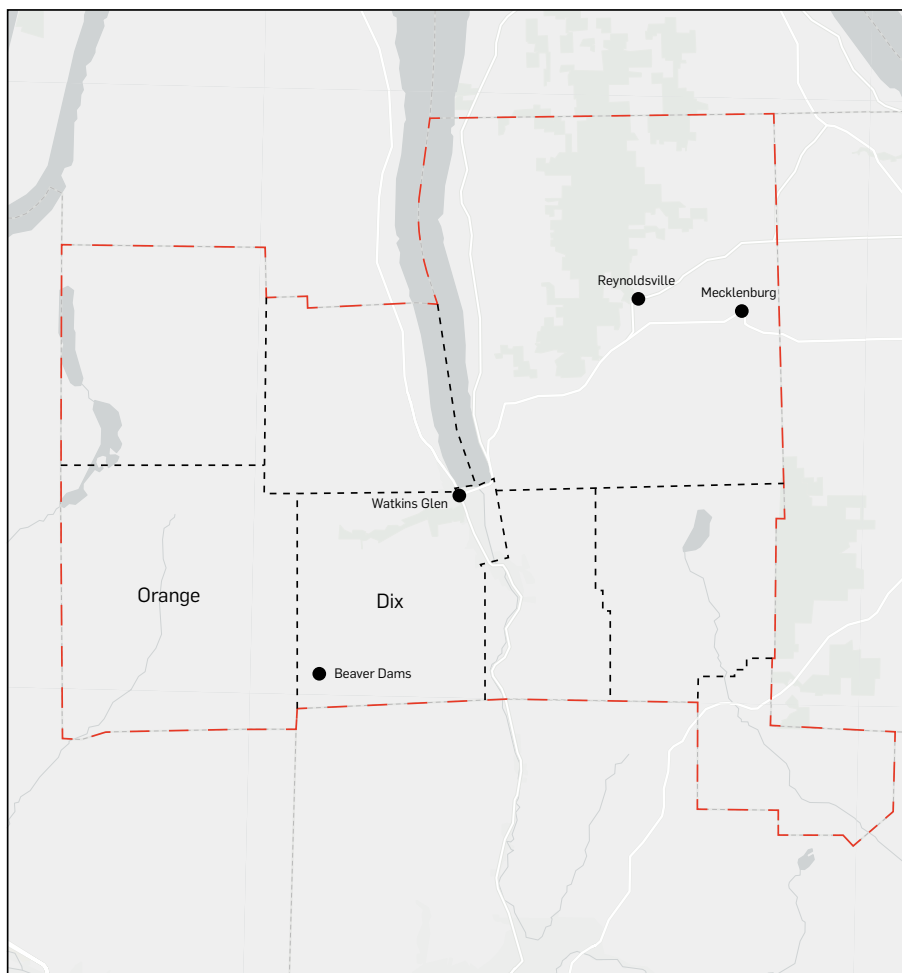 Reynoldsville
Mecklenburg
Watkins Glen
Orange
Dix
Beaver Dams